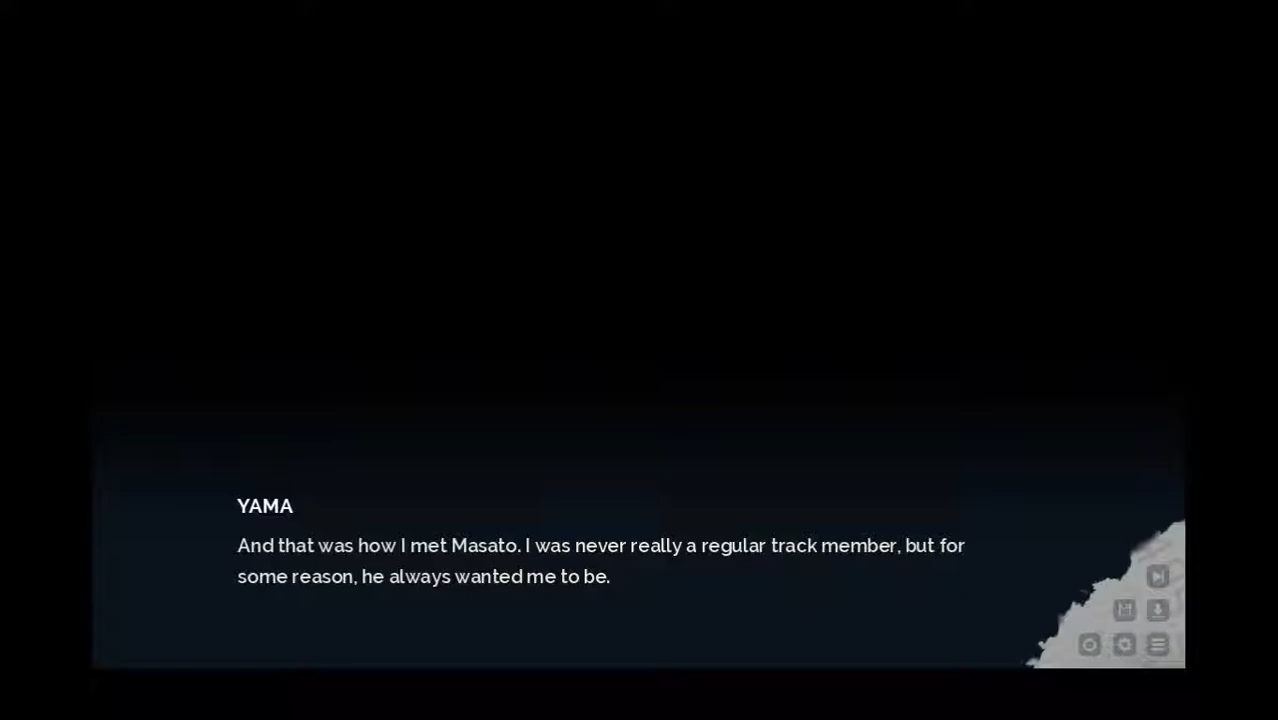 YAMA
And that was how I met Masato. I was never really a regular track member, but for
some reason, he always wanted me to be.